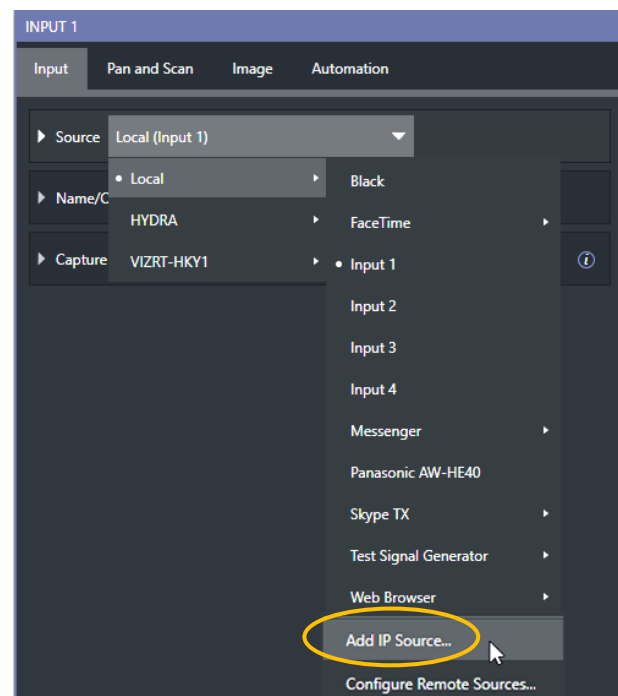 INPUT 1
Input Pan and Scan Image Automation
Source Local (Input 1)
Local
Name/C
HYDRA
Capture
VIZRT-HKY1
Black
FaceTime
Input 1
Input 2
Input 3
Input 4
Messenger
Panasonic AW-HE40
Skype TX
Test Signal Generator
Web Browser
Add IP Source...
Configure Remote Sources...